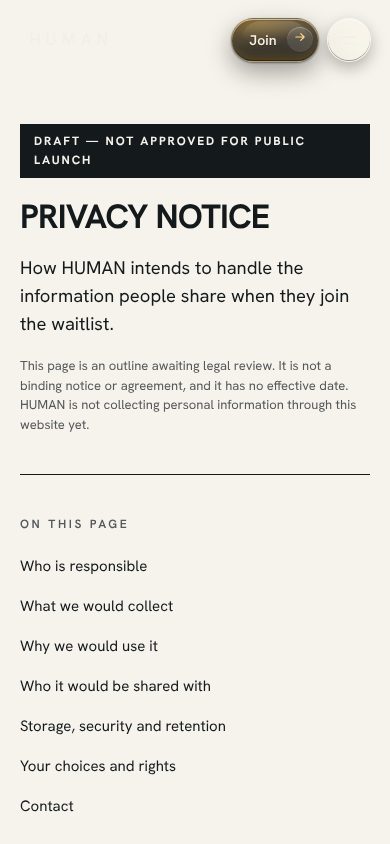 HUMAN
Join
DRAFT — NOT APPROVED FOR PUBLIC
LAUNCH
PRIVACY NOTICE
How HUMAN intends to handle the
information people share when they join
the waitlist.
This page is an outline awaiting legal review. It is not a
binding notice or agreement, and it has no effective date.
HUMAN is not collecting personal information through this
website yet.
ON THIS PAGE
Who is responsible
What we would collect
Why we would use it
Who it would be shared with
Storage, security and retention
Your choices and rights
Contact